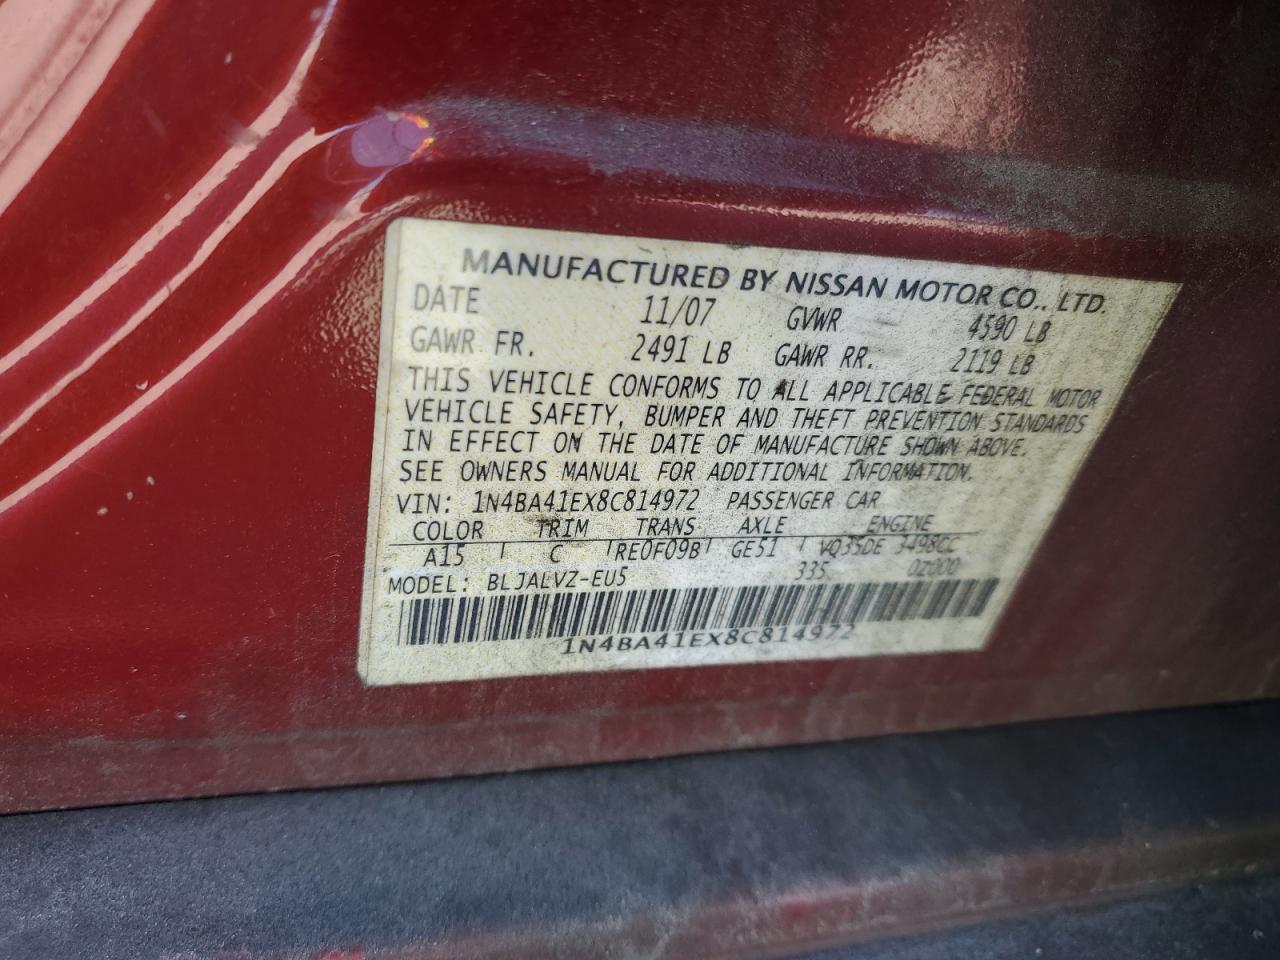 MANUFACTURED BY NISSAN MOTOR CO., LTD.
DATE 11/07 GVWR 4590 LB
GAWR FR. 2491 LB GAWR RR. 2119 LB
THIS VEHICLE CONFORMS TO ALL APPLICABLE FEDERAL MOTOR
VEHICLE SAFETY, BUMPER AND THEFT PREVENTION STANDARDS
IN EFFECT ON THE DATE OF MANUFACTURE SHOWN ABOVE.
SEE OWNERS MANUAL FOR ADDITIONAL INFORMATION.
VIN: 1N4BA41EX8C814972 PASSENGER CAR
COLOR TRIM TRANS AXLE ENGINE
A15 C RE0F09B GE51 VQ35DE 3498CC
MODEL: BLJALVZ-EU5 335 0Z000
1N4BA41EX8C814972